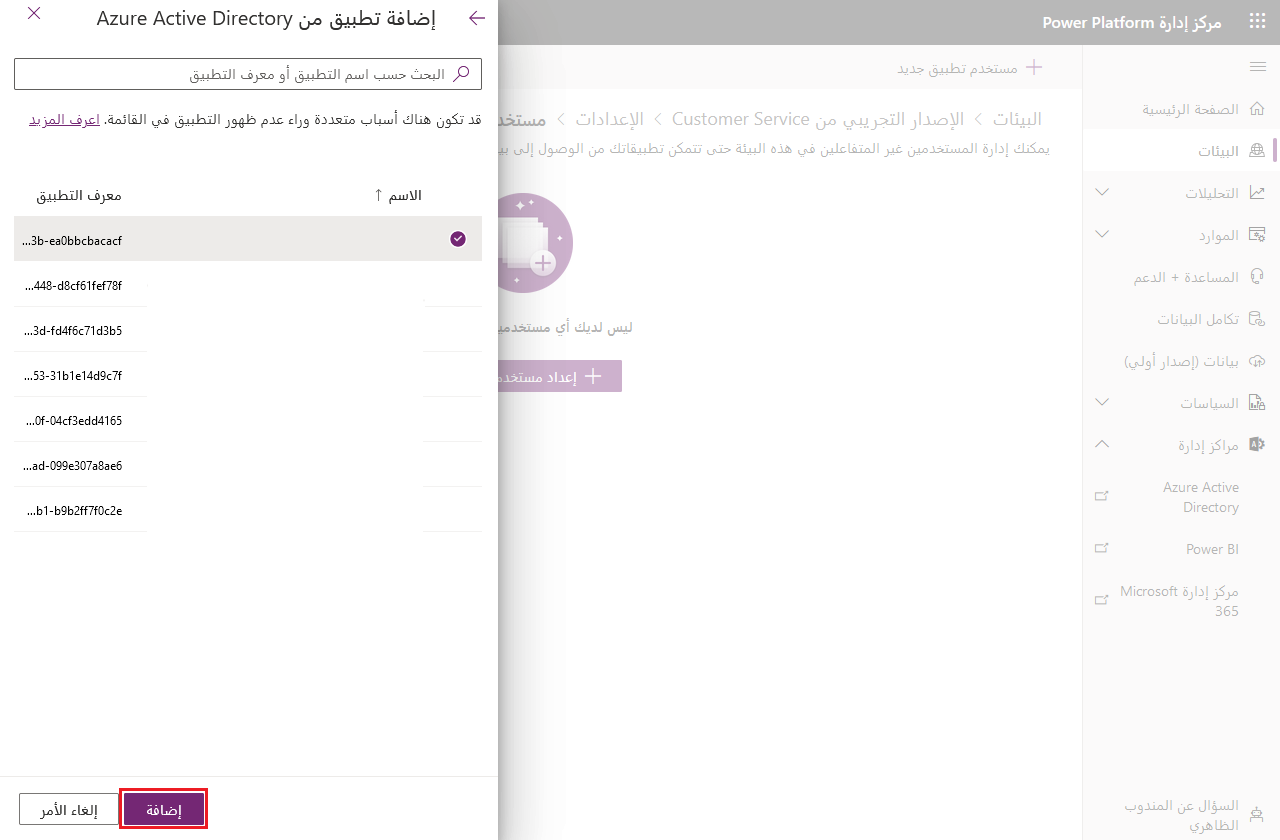 مركز إدارة Power Platform
الصفحة الرئيسية
البيئات
التحليلات
الموارد
المساعدة + الدعم
تكامل البيانات
بيانات (إصدار أولي)
السياسات
مراكز إدارة
Azure Active
Directory
Power BI
مركز إدارة Microsoft
365
السؤال عن المندوب
الظاهري
مستخدم تطبيق جديد
البيئات > الإصدار التجريبي من Customer Service > الإعدادات > مستخد
يمكنك إدارة المستخدمين غير المتفاعلين في هذه البيئة حتى تتمكن تطبيقاتك من الوصول إلى بي
ليس لديك أي مستخدمي
إعداد مستخدم
إضافة تطبيق من Azure Active Directory
البحث حسب اسم التطبيق أو معرف التطبيق
قد تكون هناك أسباب متعددة وراء عدم ظهور التطبيق في القائمة. اعرف المزيد
الاسم ↑ معرف التطبيق
...3b-ea0bbcbacacf
...448-d8cf61fef78f
...3d-fd4f6c71d3b5
...53-31b1e14d9c7f
...0f-04cf3edd4165
...ad-099e307a8ae6
...b1-b9b2ff7f0c2e
إضافة
إلغاء الأمر